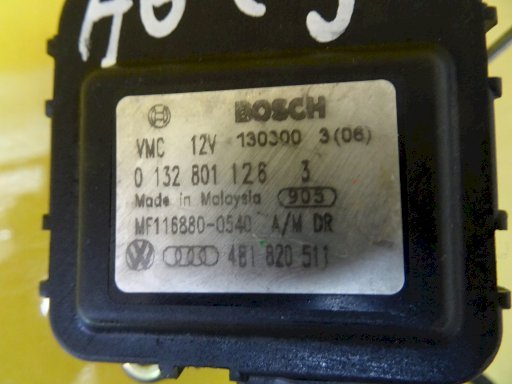 BOSCH
VMC 12V 130300 3(06)
0 132 801 126 3
Made in Malaysia 905
MF116880-0540 A/M DR
4B1 820 511